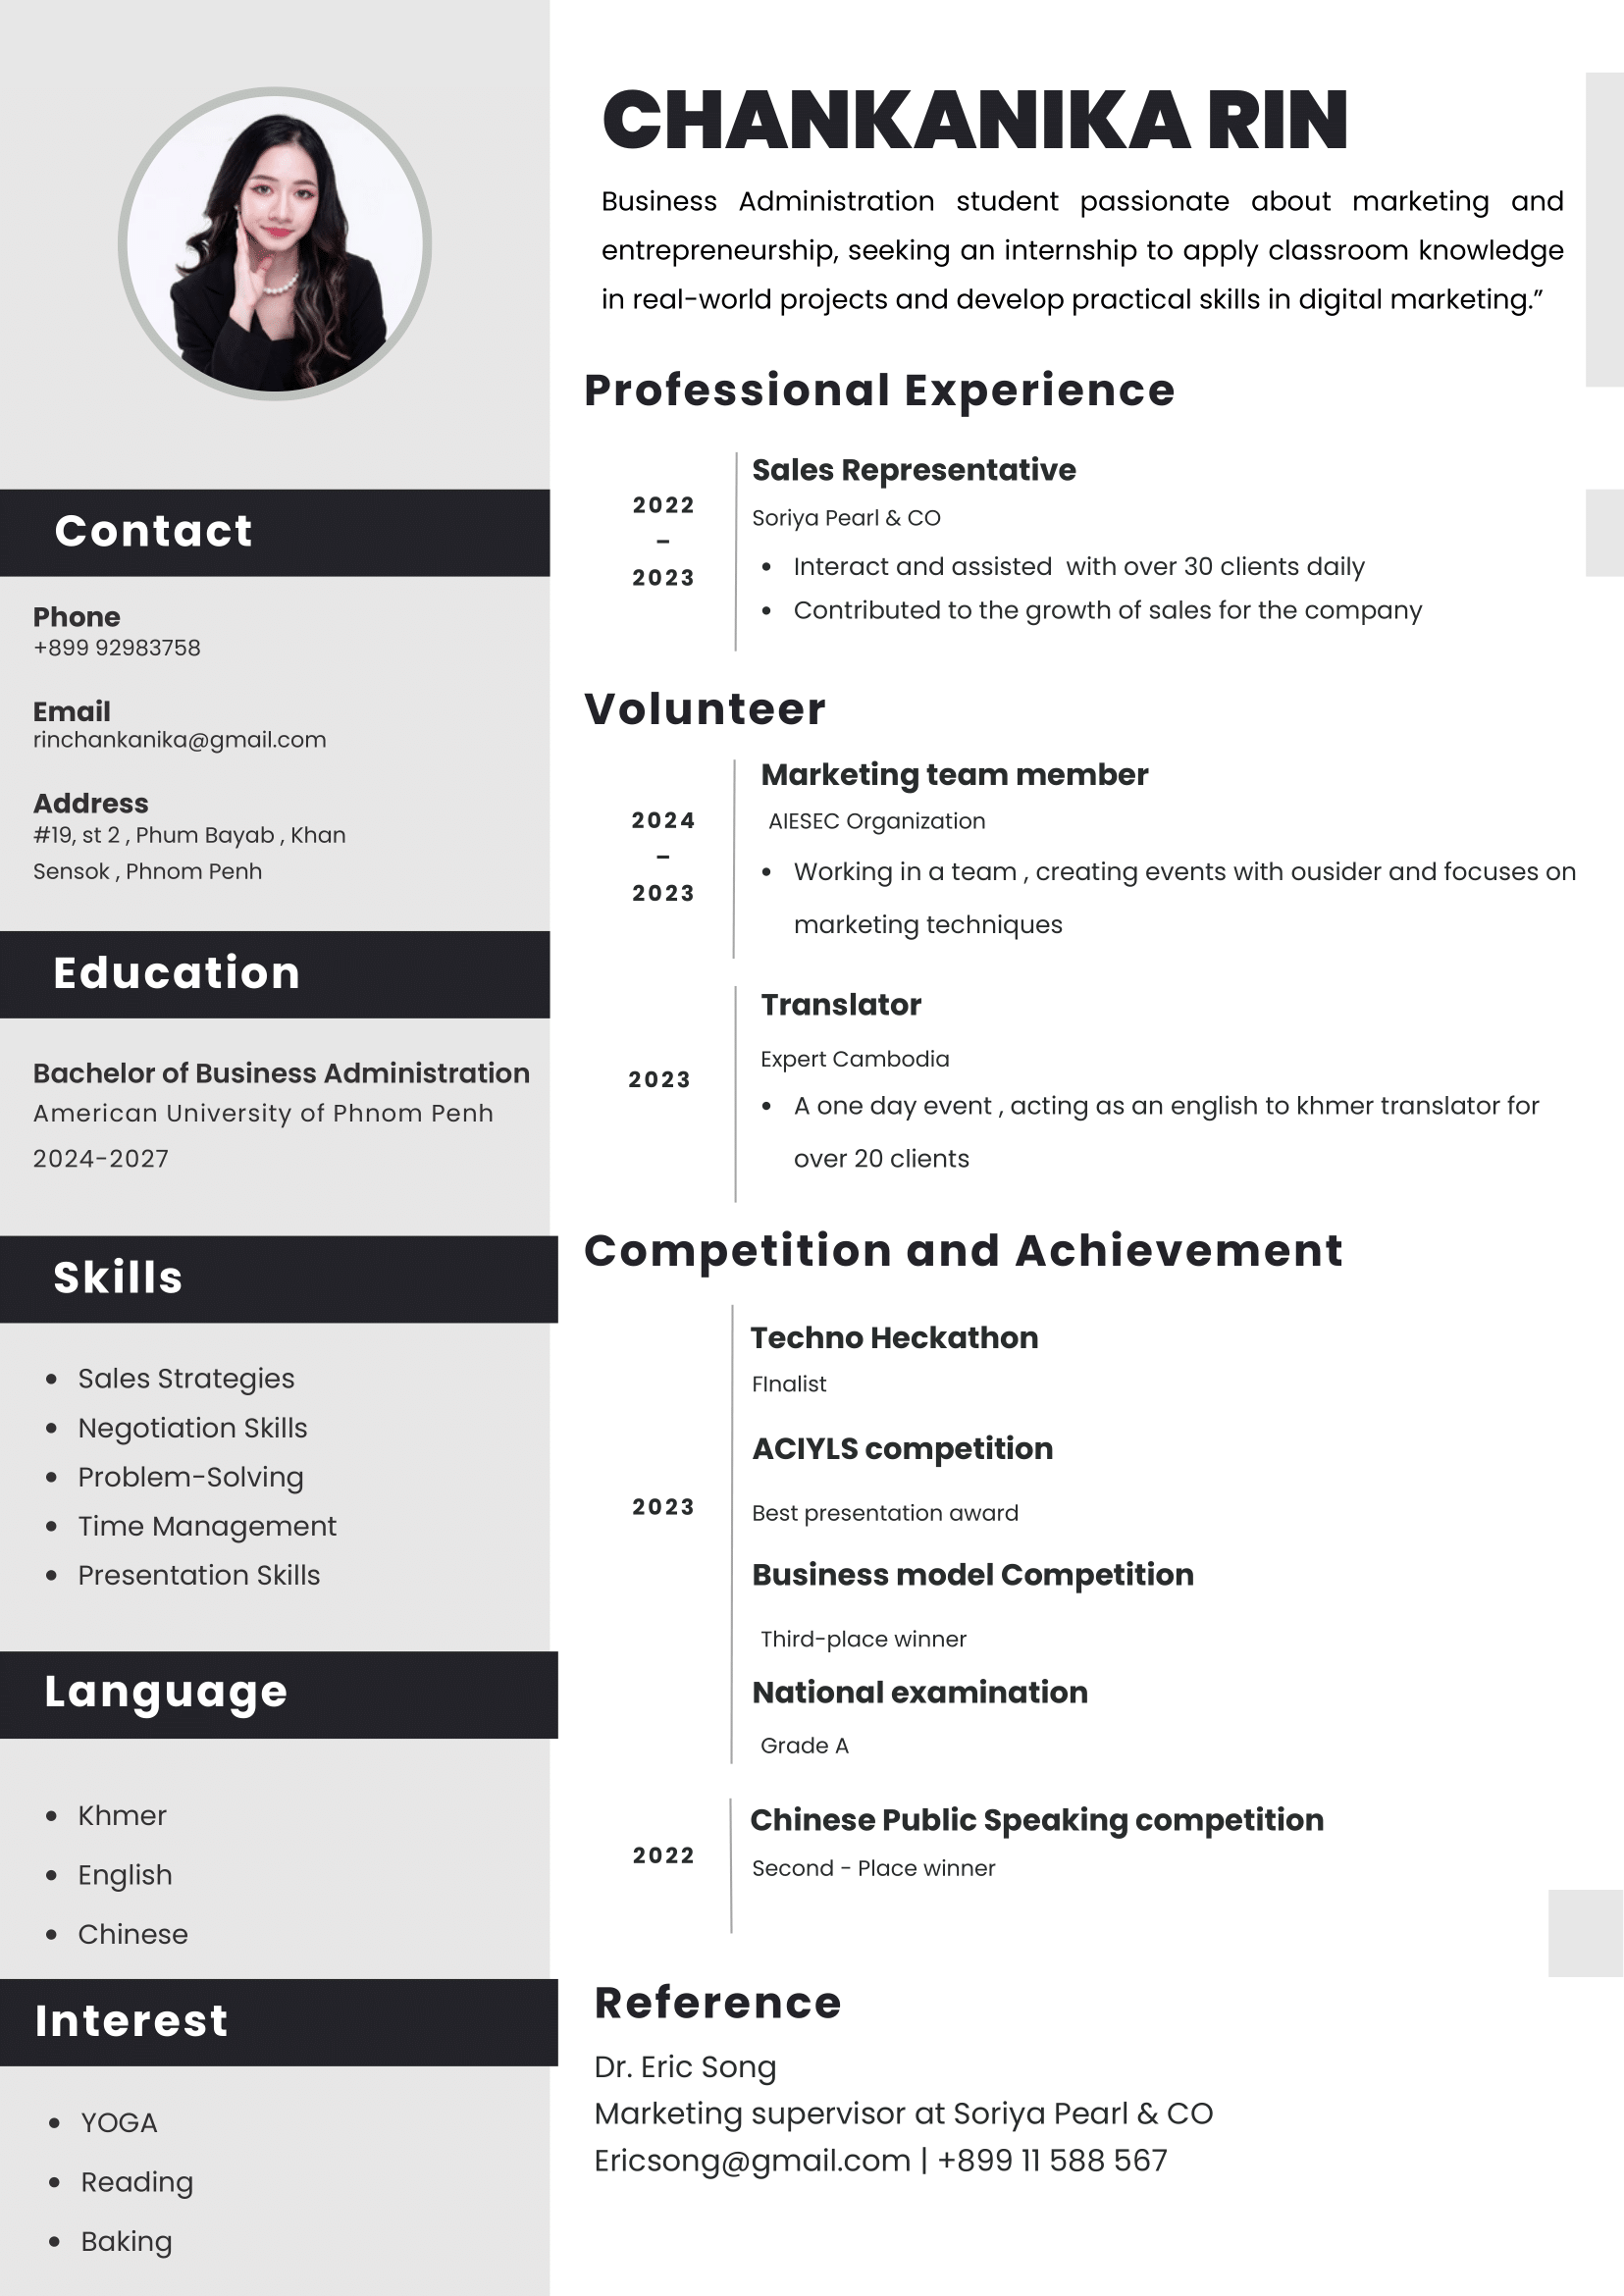 CHANKANIKA RIN
Business Administration student passionate about marketing and
entrepreneurship, seeking an internship to apply classroom knowledge
in real-world projects and develop practical skills in digital marketing.”
Contact
Phone
+899 92983758
Email
rinchankanika@gmail.com
Address
#19, st 2 , Phum Bayab , Khan
Sensok , Phnom Penh
Education
Bachelor of Business Administration
American University of Phnom Penh
2024-2027
Skills
• Sales Strategies
• Negotiation Skills
• Problem-Solving
• Time Management
• Presentation Skills
Language
• Khmer
• English
• Chinese
Interest
• YOGA
• Reading
• Baking
Professional Experience
2022
-
2023
Sales Representative
Soriya Pearl & CO
• Interact and assisted  with over 30 clients daily
• Contributed to the growth of sales for the company
Volunteer
2024
-
2023
Marketing team member
AIESEC Organization
• Working in a team , creating events with ousider and focuses on
marketing techniques
2023
Translator
Expert Cambodia
• A one day event , acting as an english to khmer translator for
over 20 clients
Competition and Achievement
2023
Techno Heckathon
FInalist
ACIYLS competition
Best presentation award
Business model Competition
Third-place winner
National examination
Grade A
2022
Chinese Public Speaking competition
Second - Place winner
Reference
Dr. Eric Song
Marketing supervisor at Soriya Pearl & CO
Ericsong@gmail.com | +899 11 588 567